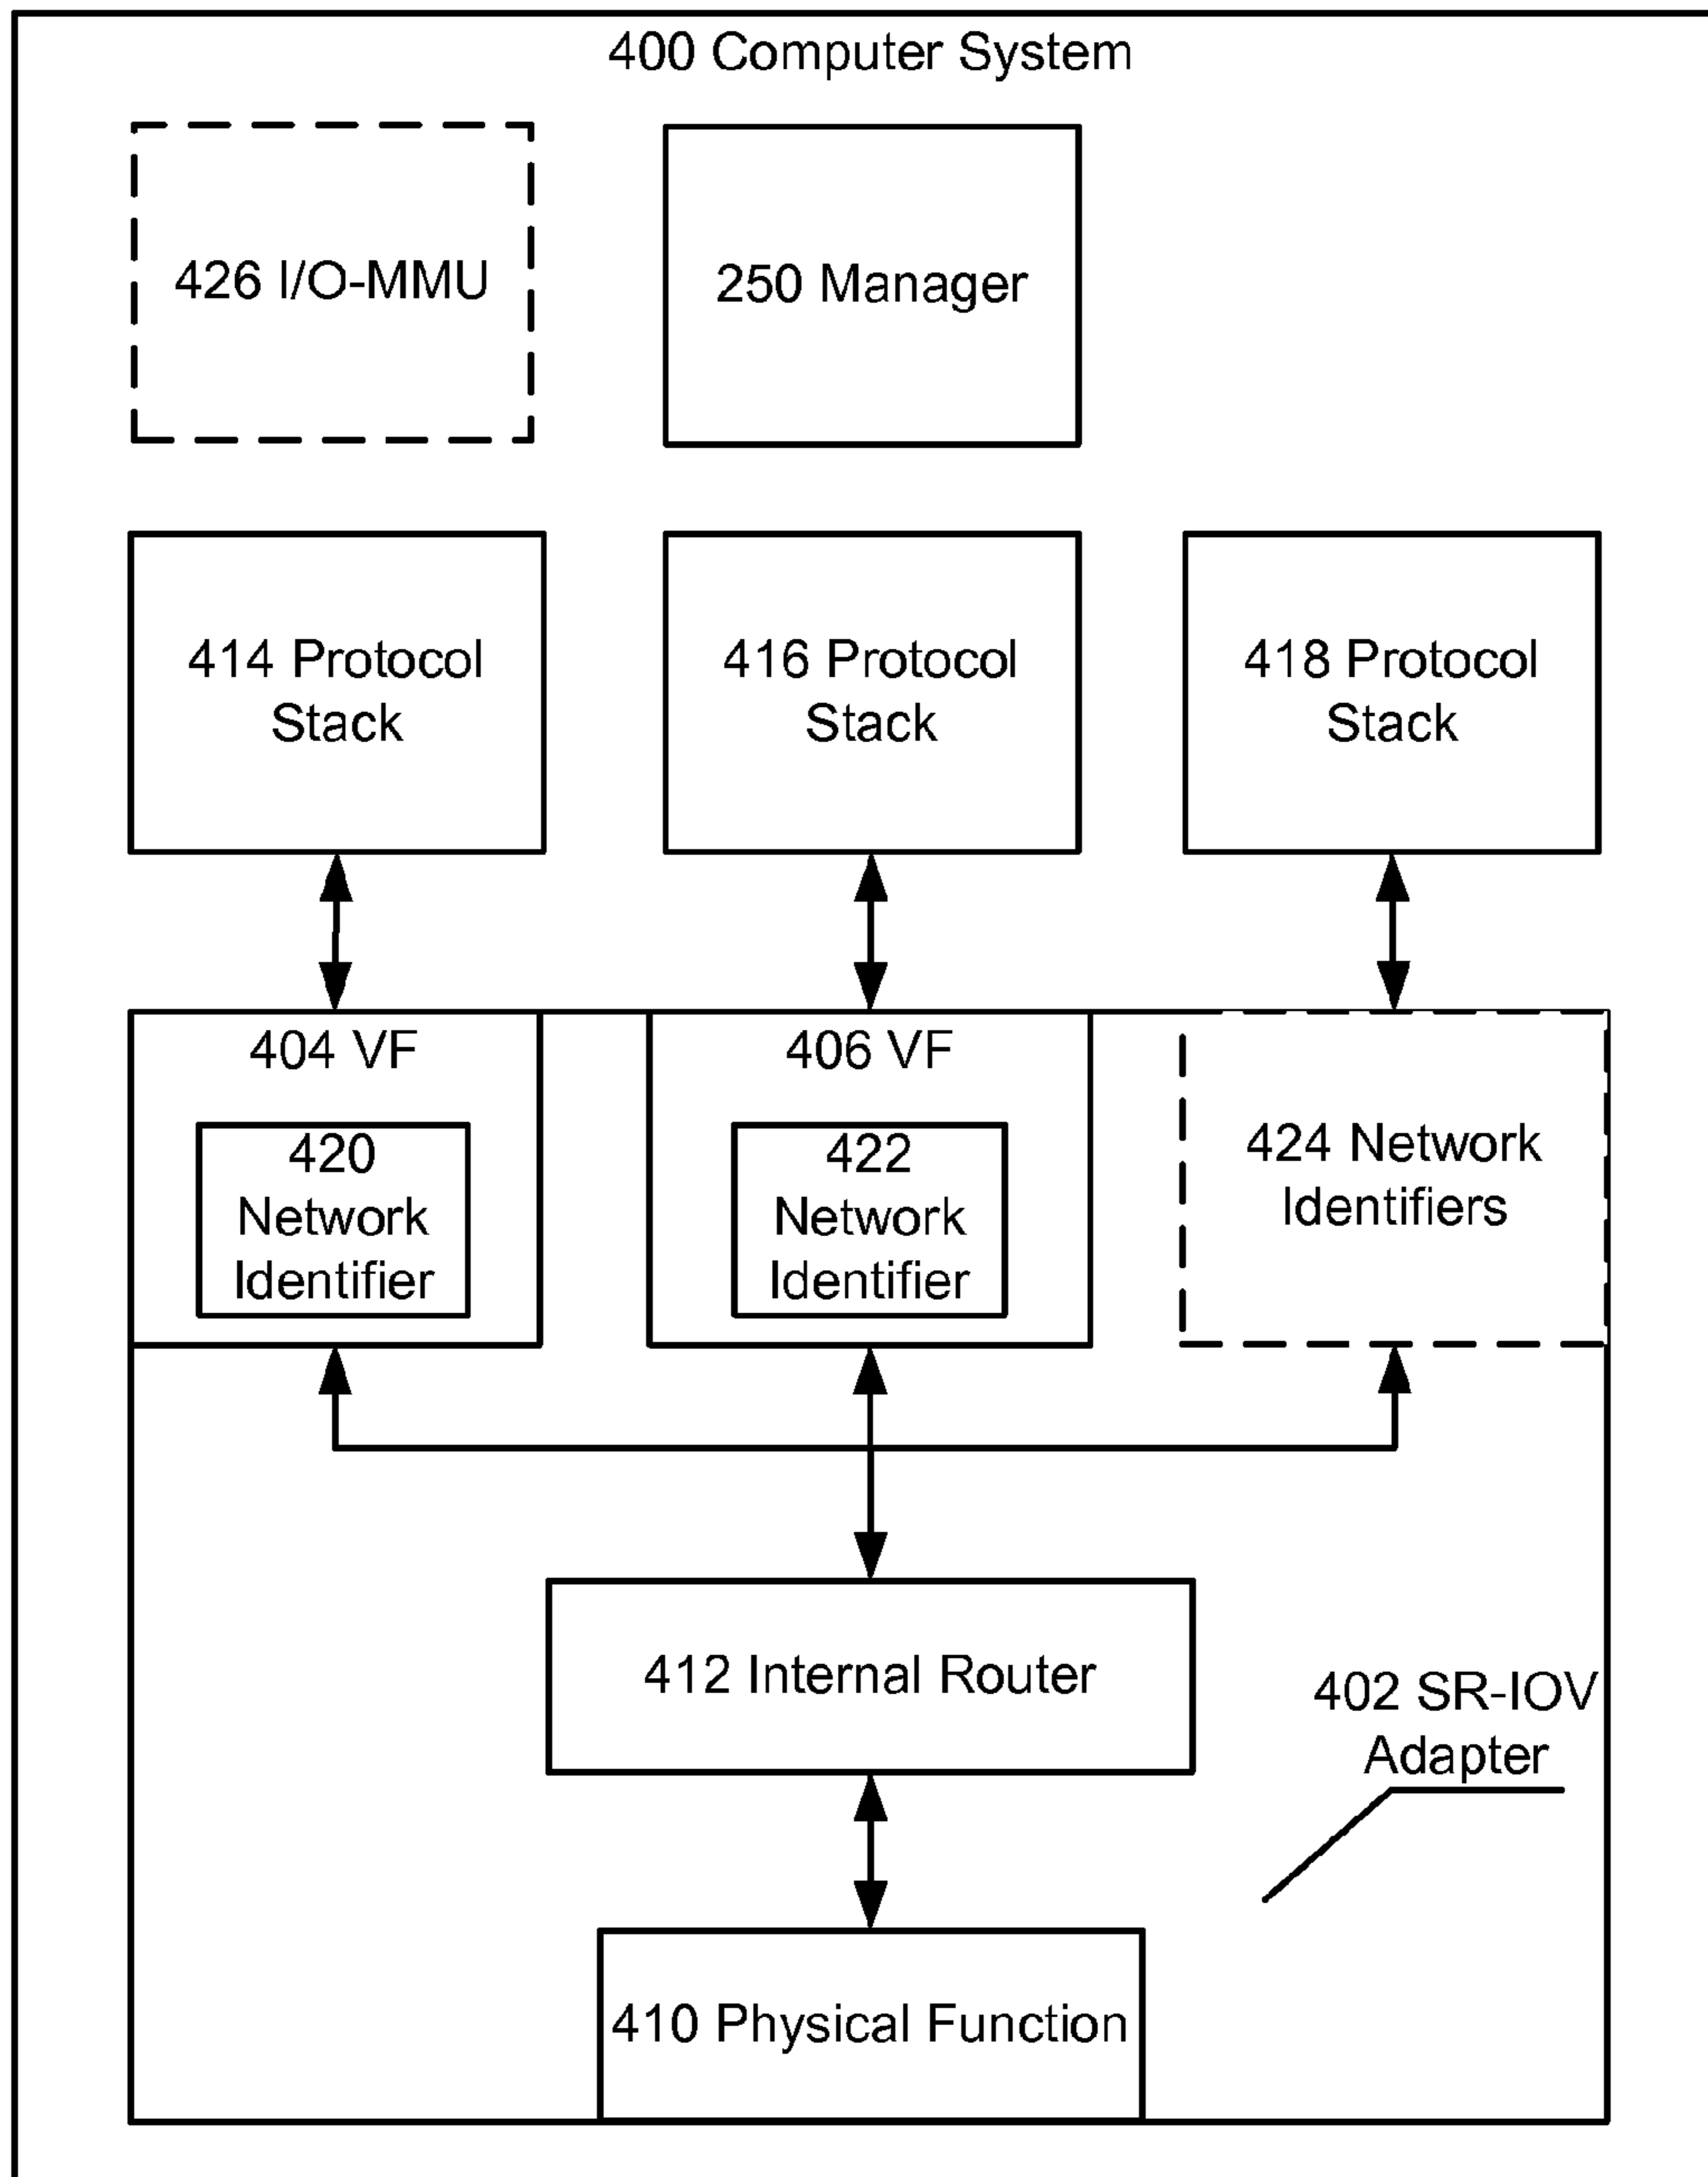 400 Computer System
426 I/O-MMU
250 Manager
414 Protocol
Stack
416 Protocol
Stack
418 Protocol
Stack
404 VF
420
Network
Identifier
406 VF
422
Network
Identifier
424 Network
Identifiers
412 Internal Router
402 SR-IOV
Adapter
410 Physical Function